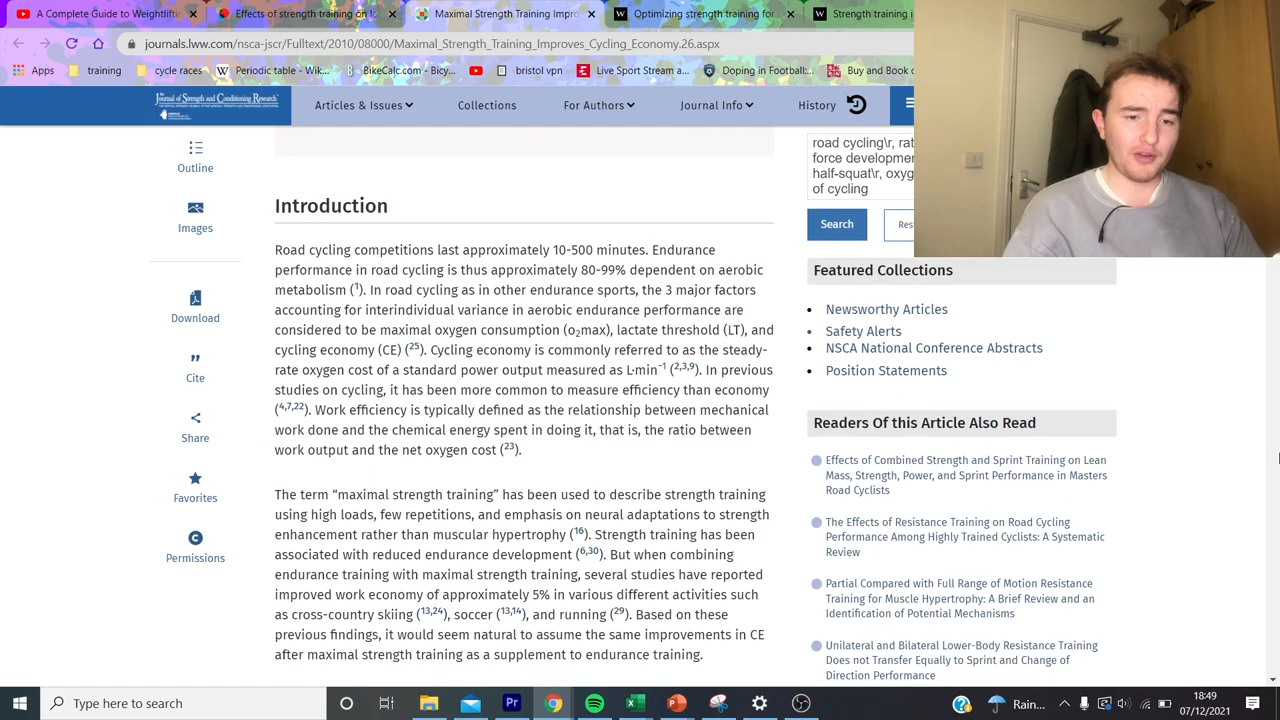 A Complete Guide to Weightliftin
Effects of strength training on le
Maximal Strength Training Impro
Optimizing strength training for
Strength training i
journals.lww.com/nsca-jscr/Fulltext/2010/08000/Maximal_Strength_Training_Improves_Cycling_Economy.26.aspx
Apps
training
cycle races
Periodic table - Wik...
BikeCalc.com - Bicy...
bristol vpn
Live Sport Stream a...
Doping in Football:...
Buy and Book
The Journal of Strength and Conditioning Research
Articles & Issues
Collections
For Authors
Journal Info
History
Outline
Images
Download
Cite
Share
Favorites
Permissions
Introduction
Road cycling competitions last approximately 10-500 minutes. Endurance
performance in road cycling is thus approximately 80-99% dependent on aerobic
metabolism (1). In road cycling as in other endurance sports, the 3 major factors
accounting for interindividual variance in aerobic endurance performance are
considered to be maximal oxygen consumption (o2max), lactate threshold (LT), and
cycling economy (CE) (25). Cycling economy is commonly referred to as the steady-
rate oxygen cost of a standard power output measured as L·min−1 (2,3,9). In previous
studies on cycling, it has been more common to measure efficiency than economy
(4,7,22). Work efficiency is typically defined as the relationship between mechanical
work done and the chemical energy spent in doing it, that is, the ratio between
work output and the net oxygen cost (23).
The term “maximal strength training” has been used to describe strength training
using high loads, few repetitions, and emphasis on neural adaptations to strength
enhancement rather than muscular hypertrophy (16). Strength training has been
associated with reduced endurance development (6,30). But when combining
endurance training with maximal strength training, several studies have reported
improved work economy of approximately 5% in various different activities such
as cross-country skiing (13,24), soccer (13,14), and running (29). Based on these
previous findings, it would seem natural to assume the same improvements in CE
after maximal strength training as a supplement to endurance training.
road cycling\r, rat
force developmen
half-squat\r, oxyg
of cycling
Search
Res
Featured Collections
Newsworthy Articles
Safety Alerts
NSCA National Conference Abstracts
Position Statements
Readers Of this Article Also Read
Effects of Combined Strength and Sprint Training on Lean
Mass, Strength, Power, and Sprint Performance in Masters
Road Cyclists
The Effects of Resistance Training on Road Cycling
Performance Among Highly Trained Cyclists: A Systematic
Review
Partial Compared with Full Range of Motion Resistance
Training for Muscle Hypertrophy: A Brief Review and an
Identification of Potential Mechanisms
Unilateral and Bilateral Lower-Body Resistance Training
Does not Transfer Equally to Sprint and Change of
Direction Performance
Type here to search
Rain...
18:49
07/12/2021